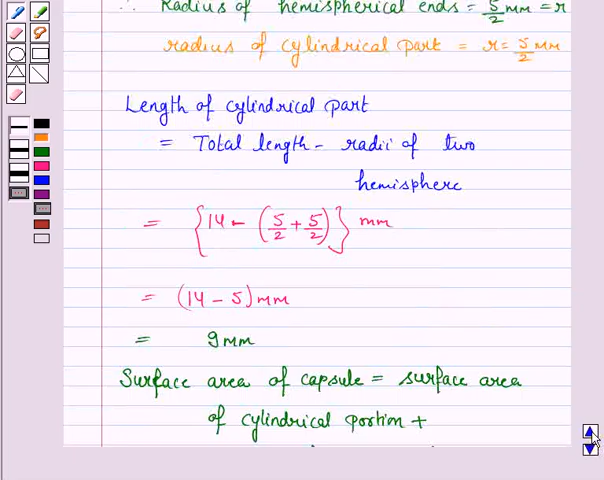 ∴ Radius of hemispherical ends = 5/2 mm = r
radius of cylindrical part = r = 5/2 mm
Length of cylindrical part
= Total length - radii of two
hemisphere
= {14 - (5/2 + 5/2)} mm
= (14 - 5) mm
= 9 mm
Surface area of capsule = surface area
of cylindrical portion +